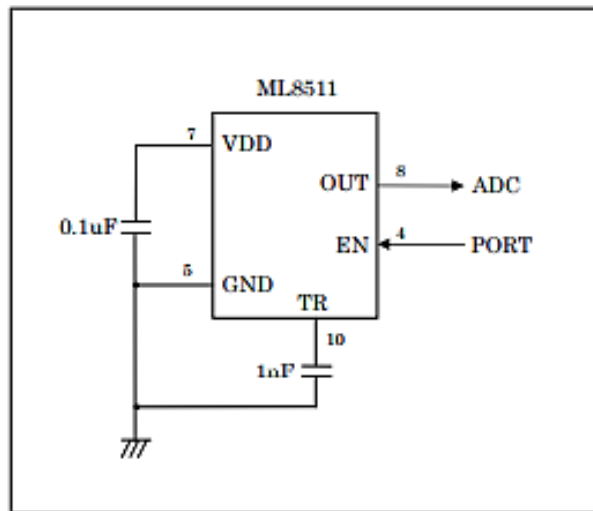 ML8511
7 VDD
OUT 8 ADC
0.1uF
EN 4 PORT
5 GND
TR
10
1nF